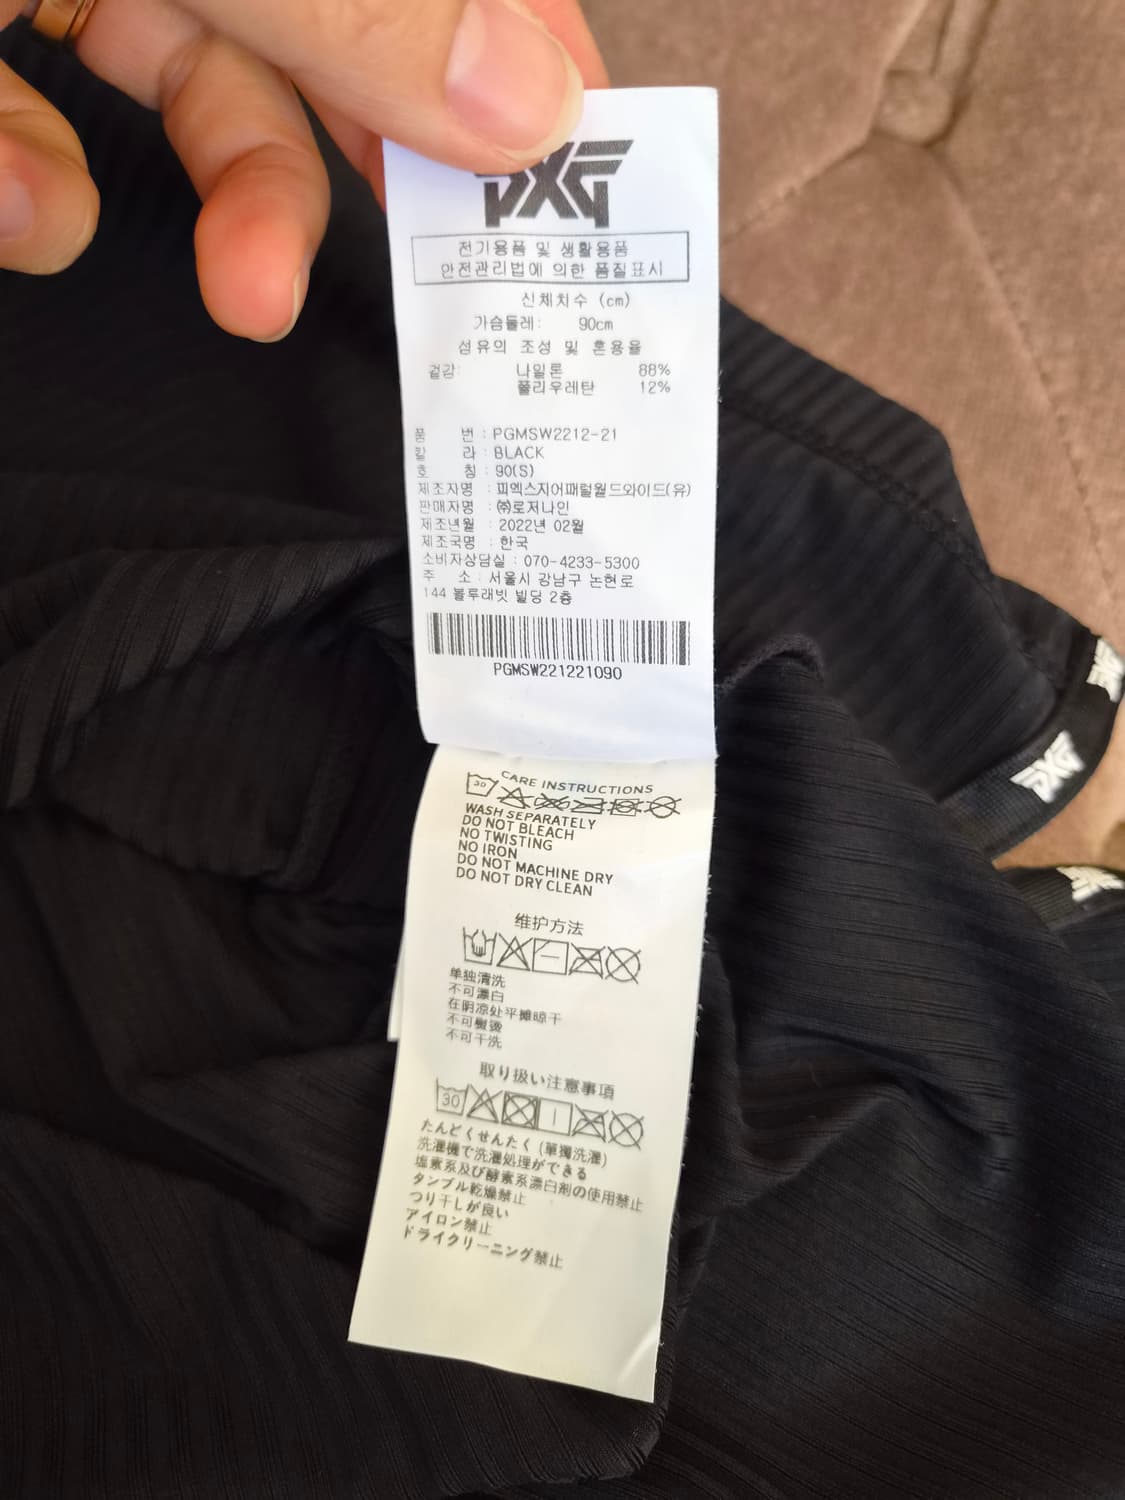 PXG
전기용품 및 생활용품
안전관리법에 의한 품질표시
신체치수 (cm)
가슴둘레: 90cm
섬유의 조성 및 혼용율
겉감: 나일론 88%
폴리우레탄 12%
품 번 : PGMSW2212-21
칼 라 : BLACK
호 칭 : 90(S)
제조자명 : 피엑스지어패럴월드와이드(유)
판매자명 : ㈜로저나인
제조년월 : 2022년 02월
제조국명 : 한국
소비자상담실 : 070-4233-5300
주 소 : 서울시 강남구 논현로
144 블루래빗 빌딩 2층
PGMSW221221090
CARE INSTRUCTIONS
30
WASH SEPARATELY
DO NOT BLEACH
NO TWISTING
NO IRON
DO NOT MACHINE DRY
DO NOT DRY CLEAN
维护方法
单独清洗
不可漂白
在阴凉处平摊晾干
不可熨烫
不可干洗
取り扱い注意事項
30
たんどくせんたく (單獨洗濯)
洗濯機で洗濯処理ができる
塩素系及び酵素系漂白剤の使用禁止
タンブル乾燥禁止
つり干しが良い
アイロン禁止
ドライクリーニング禁止
PXG
PXG